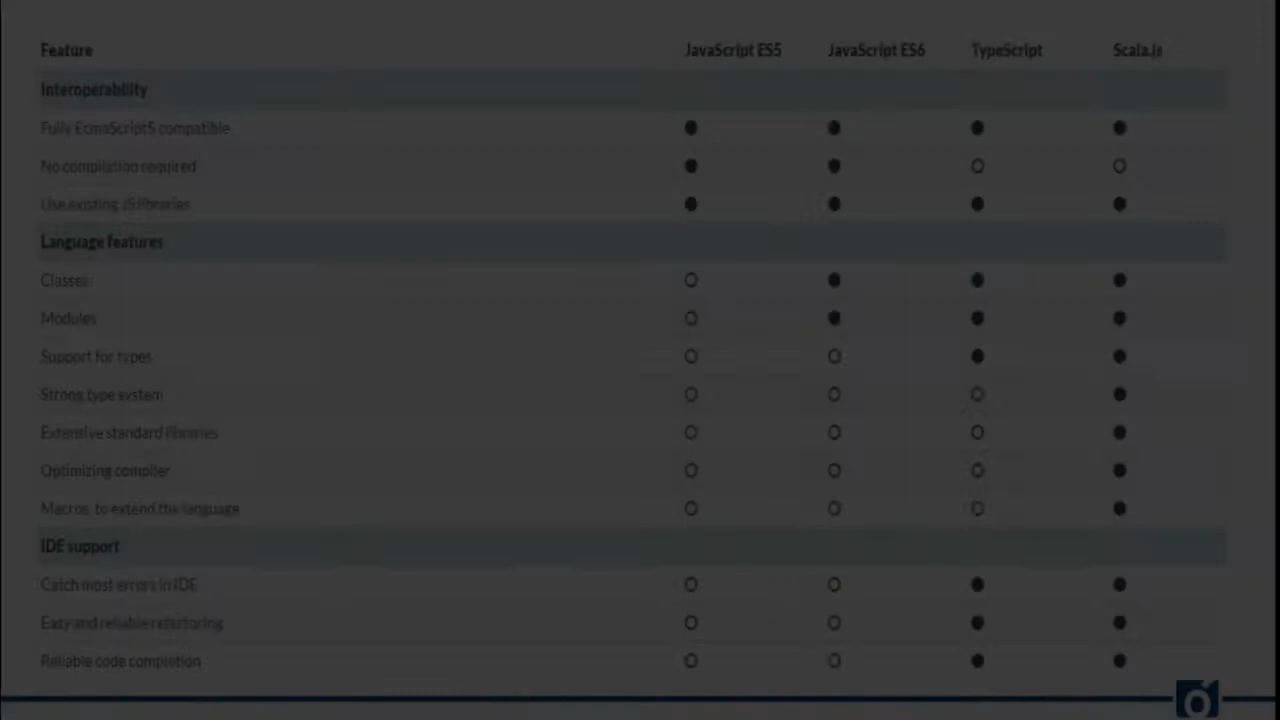 Feature JavaScript ES5 JavaScript ES6 TypeScript Scala.js
Interoperability
Fully EcmaScript5 compatible
No compilation required
Use existing JS libraries
Language features
Classes
Modules
Support for types
Strong type system
Extensive standard libraries
Optimizing compiler
Macros to extend the language
IDE support
Catch most errors in IDE
Easy and reliable refactoring
Reliable code completion